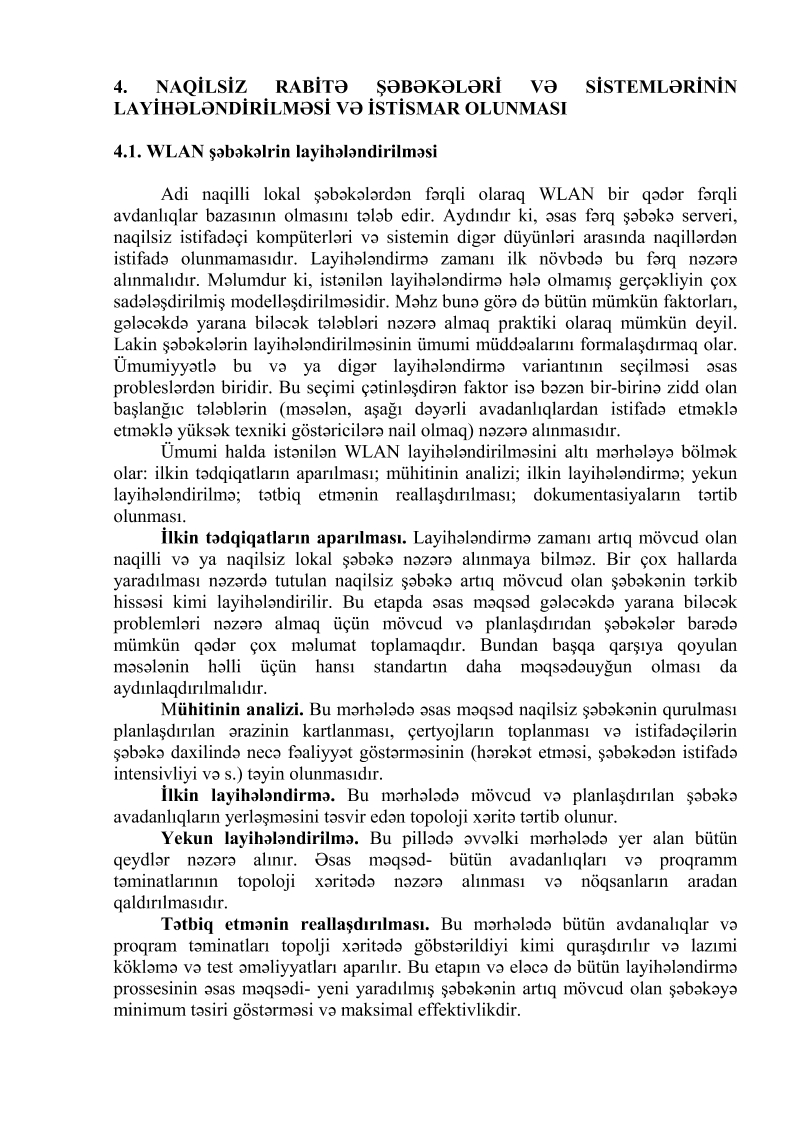 4. NAQİLSİZ RABİTƏ ŞƏBƏKƏLƏRİ VƏ SİSTEMLƏRİNİN
LAYİHƏLƏNDİRİLMƏSİ VƏ İSTİSMAR OLUNMASI
4.1. WLAN şəbəkəlrin layihələndirilməsi
Adi naqilli lokal şəbəkələrdən fərqli olaraq WLAN bir qədər fərqli
avdanlıqlar bazasının olmasını tələb edir. Aydındır ki, əsas fərq şəbəkə serveri,
naqilsiz istifadəçi kompüterləri və sistemin digər düyünləri arasında naqillərdən
istifadə olunmamasıdır. Layihələndirmə zamanı ilk növbədə bu fərq nəzərə
alınmalıdır. Məlumdur ki, istənilən layihələndirmə hələ olmamış gerçəkliyin çox
sadələşdirilmiş modelləşdirilməsidir. Məhz bunə görə də bütün mümkün faktorları,
gələcəkdə yarana biləcək tələbləri nəzərə almaq praktiki olaraq mümkün deyil.
Lakin şəbəkələrin layihələndirilməsinin ümumi müddəalarını formalaşdırmaq olar.
Ümumiyyətlə bu və ya digər layihələndirmə variantının seçilməsi əsas
probleslərdən biridir. Bu seçimi çətinləşdirən faktor isə bəzən bir-birinə zidd olan
başlanğıc tələblərin (məsələn, aşağı dəyərli avadanlıqlardan istifadə etməklə
etməklə yüksək texniki göstəricilərə nail olmaq) nəzərə alınmasıdır.
Ümumi halda istənilən WLAN layihələndirilməsini altı mərhələyə bölmək
olar: ilkin tədqiqatların aparılması; mühitinin analizi; ilkin layihələndirmə; yekun
layihələndirilmə; tətbiq etmənin reallaşdırılması; dokumentasiyaların tərtib
olunması.
İlkin tədqiqatların aparılması. Layihələndirmə zamanı artıq mövcud olan
naqilli və ya naqilsiz lokal şəbəkə nəzərə alınmaya bilməz. Bir çox hallarda
yaradılması nəzərdə tutulan naqilsiz şəbəkə artıq mövcud olan şəbəkənin tərkib
hissəsi kimi layihələndirilir. Bu etapda əsas məqsəd gələcəkdə yarana biləcək
problemləri nəzərə almaq üçün mövcud və planlaşdırıdan şəbəkələr barədə
mümkün qədər çox məlumat toplamaqdır. Bundan başqa qarşıya qoyulan
məsələnin həlli üçün hansı standartın daha məqsədəuyğun olması da
aydınlaqdırılmalıdır.
Mühitinin analizi. Bu mərhələdə əsas məqsəd naqilsiz şəbəkənin qurulması
planlaşdırılan ərazinin kartlanması, çertyojların toplanması və istifadəçilərin
şəbəkə daxilində necə fəaliyyət göstərməsinin (hərəkət etməsi, şəbəkədən istifadə
intensivliyi və s.) təyin olunmasıdır.
İlkin layihələndirmə. Bu mərhələdə mövcud və planlaşdırılan şəbəkə
avadanlıqların yerləşməsini təsvir edən topoloji xəritə tərtib olunur.
Yekun layihələndirilmə. Bu pillədə əvvəlki mərhələdə yer alan bütün
qeydlər nəzərə alınır. Əsas məqsəd- bütün avadanlıqları və proqramm
təminatlarının topoloji xəritədə nəzərə alınması və nöqsanların aradan
qaldırılmasıdır.
Tətbiq etmənin reallaşdırılması. Bu mərhələdə bütün avdanalıqlar və
proqram təminatları topolji xəritədə göbstərildiyi kimi quraşdırılır və lazımi
kökləmə və test əməliyyatları aparılır. Bu etapın və eləcə də bütün layihələndirmə
prossesinin əsas məqsədi- yeni yaradılmış şəbəkənin artıq mövcud olan şəbəkəyə
minimum təsiri göstərməsi və maksimal effektivlikdir.